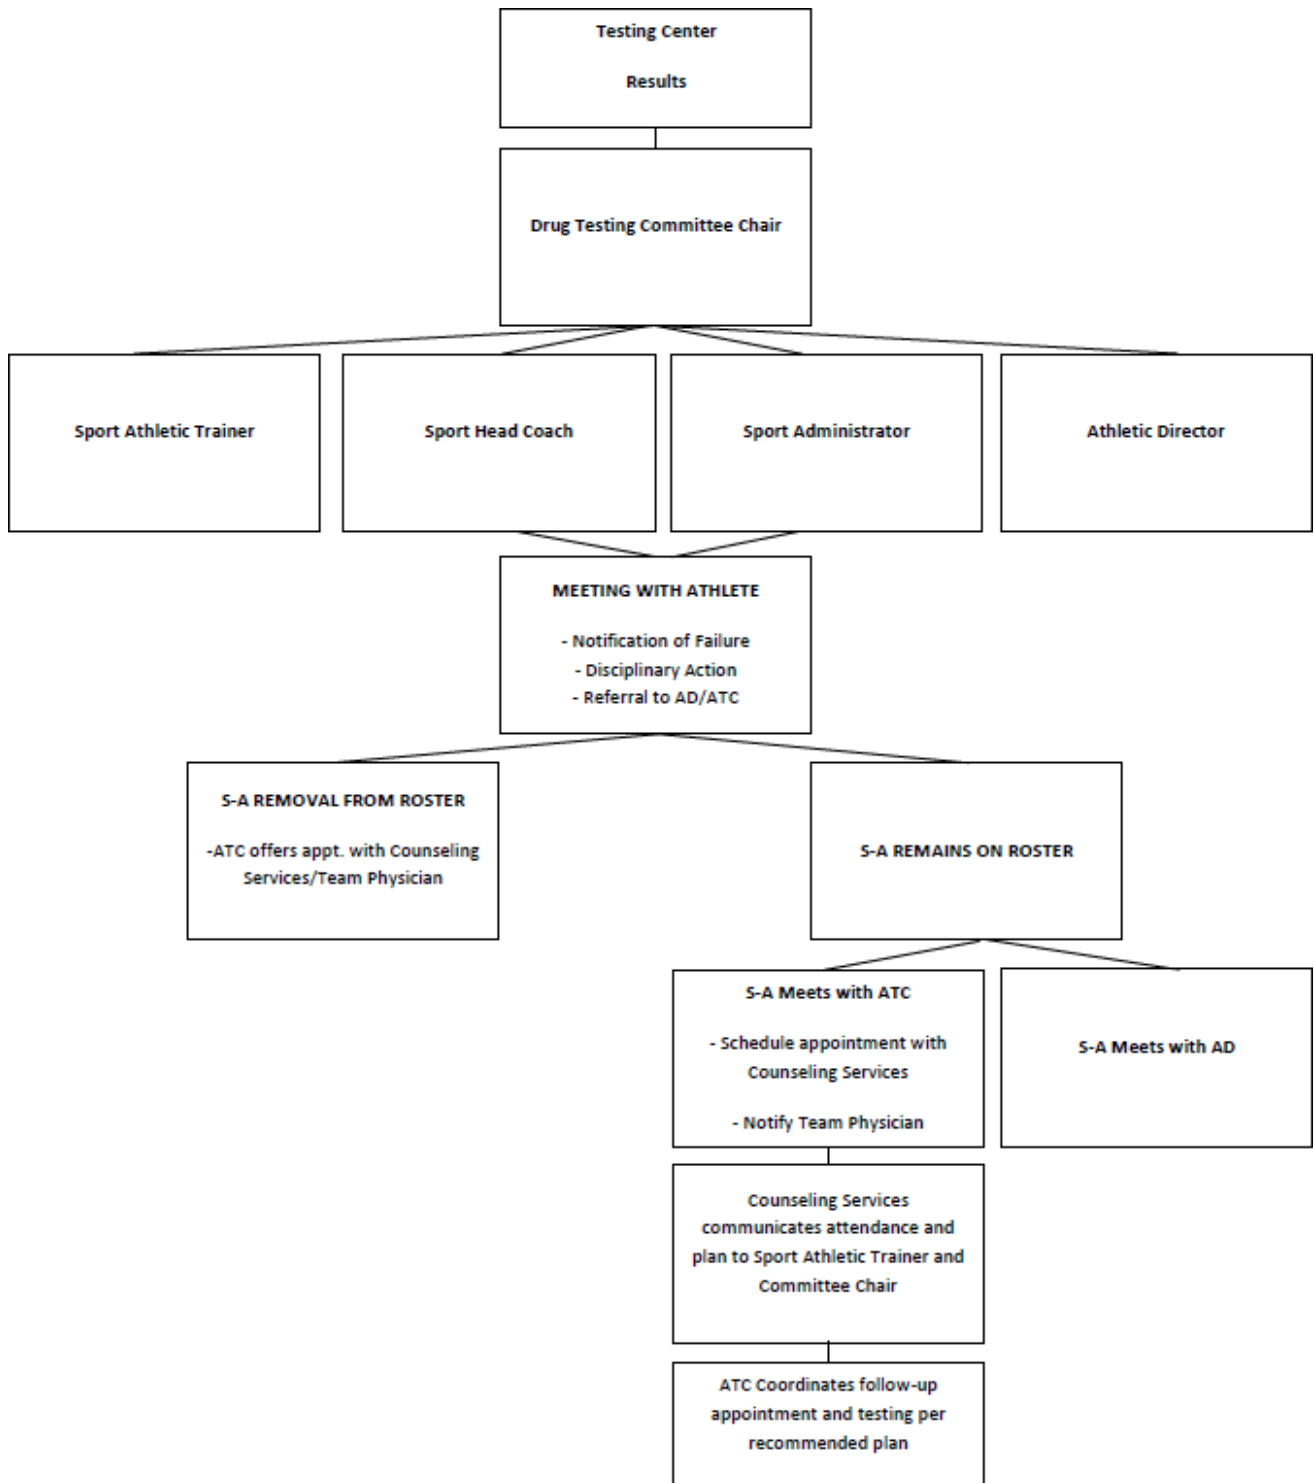 Testing Center
Results
Drug Testing Committee Chair
Sport Athletic Trainer
Sport Head Coach
Sport Administrator
Athletic Director
MEETING WITH ATHLETE
- Notification of Failure
- Disciplinary Action
- Referral to AD/ATC
S-A REMOVAL FROM ROSTER
-ATC offers appt. with Counseling
Services/Team Physician
S-A REMAINS ON ROSTER
S-A Meets with ATC
- Schedule appointment with
Counseling Services
- Notify Team Physician
S-A Meets with AD
Counseling Services
communicates attendance and
plan to Sport Athletic Trainer and
Committee Chair
ATC Coordinates follow-up
appointment and testing per
recommended plan